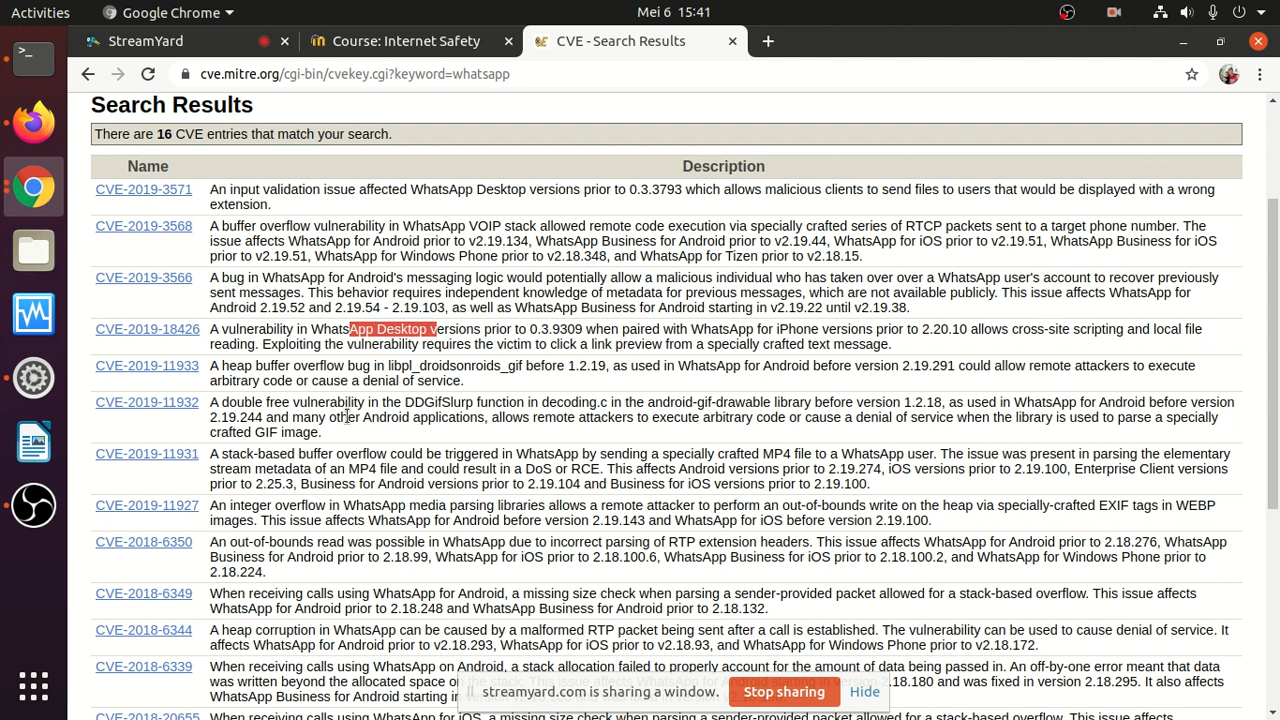 Activities
Google Chrome
Mei 6 15:41
StreamYard
Course: Internet Safety
CVE - Search Results
cve.mitre.org/cgi-bin/cvekey.cgi?keyword=whatsapp
Search Results
There are 16 CVE entries that match your search.
Name
Description
CVE-2019-3571
An input validation issue affected WhatsApp Desktop versions prior to 0.3.3793 which allows malicious clients to send files to users that would be displayed with a wrong
extension.
CVE-2019-3568
A buffer overflow vulnerability in WhatsApp VOIP stack allowed remote code execution via specially crafted series of RTCP packets sent to a target phone number. The
issue affects WhatsApp for Android prior to v2.19.134, WhatsApp Business for Android prior to v2.19.44, WhatsApp for iOS prior to v2.19.51, WhatsApp Business for iOS
prior to v2.19.51, WhatsApp for Windows Phone prior to v2.18.348, and WhatsApp for Tizen prior to v2.18.15.
CVE-2019-3566
A bug in WhatsApp for Android's messaging logic would potentially allow a malicious individual who has taken over over a WhatsApp user's account to recover previously
sent messages. This behavior requires independent knowledge of metadata for previous messages, which are not available publicly. This issue affects WhatsApp for
Android 2.19.52 and 2.19.54 - 2.19.103, as well as WhatsApp Business for Android starting in v2.19.22 until v2.19.38.
CVE-2019-18426
A vulnerability in WhatsApp Desktop versions prior to 0.3.9309 when paired with WhatsApp for iPhone versions prior to 2.20.10 allows cross-site scripting and local file
reading. Exploiting the vulnerability requires the victim to click a link preview from a specially crafted text message.
CVE-2019-11933
A heap buffer overflow bug in libpl_droidsonroids_gif before 1.2.19, as used in WhatsApp for Android before version 2.19.291 could allow remote attackers to execute
arbitrary code or cause a denial of service.
CVE-2019-11932
A double free vulnerability in the DDGifSlurp function in decoding.c in the android-gif-drawable library before version 1.2.18, as used in WhatsApp for Android before version
2.19.244 and many other Android applications, allows remote attackers to execute arbitrary code or cause a denial of service when the library is used to parse a specially
crafted GIF image.
CVE-2019-11931
A stack-based buffer overflow could be triggered in WhatsApp by sending a specially crafted MP4 file to a WhatsApp user. The issue was present in parsing the elementary
stream metadata of an MP4 file and could result in a DoS or RCE. This affects Android versions prior to 2.19.274, iOS versions prior to 2.19.100, Enterprise Client versions
prior to 2.25.3, Business for Android versions prior to 2.19.104 and Business for iOS versions prior to 2.19.100.
CVE-2019-11927
An integer overflow in WhatsApp media parsing libraries allows a remote attacker to perform an out-of-bounds write on the heap via specially-crafted EXIF tags in WEBP
images. This issue affects WhatsApp for Android before version 2.19.143 and WhatsApp for iOS before version 2.19.100.
CVE-2018-6350
An out-of-bounds read was possible in WhatsApp due to incorrect parsing of RTP extension headers. This issue affects WhatsApp for Android prior to 2.18.276, WhatsApp
Business for Android prior to 2.18.99, WhatsApp for iOS prior to 2.18.100.6, WhatsApp Business for iOS prior to 2.18.100.2, and WhatsApp for Windows Phone prior to
2.18.224.
CVE-2018-6349
When receiving calls using WhatsApp for Android, a missing size check when parsing a sender-provided packet allowed for a stack-based overflow. This issue affects
WhatsApp for Android prior to 2.18.248 and WhatsApp Business for Android prior to 2.18.132.
CVE-2018-6344
A heap corruption in WhatsApp can be caused by a malformed RTP packet being sent after a call is established. The vulnerability can be used to cause denial of service. It
affects WhatsApp for Android prior to v2.18.293, WhatsApp for iOS prior to v2.18.93, and WhatsApp for Windows Phone prior to v2.18.172.
CVE-2018-6339
When receiving calls using WhatsApp on Android, a stack allocation failed to properly account for the amount of data being passed in. An off-by-one error meant that data
was written beyond the allocated space on the stack. This issue affects WhatsApp for Android starting in version 2.18.180 and was fixed in version 2.18.295. It also affects
WhatsApp Business for Android starting in
streamyard.com is sharing a window.
Stop sharing
Hide
CVE-2018-20655
When receiving calls using WhatsApp for iOS, a missing size check when parsing a sender-provided packet allowed for a stack-based overflow. This issue affects